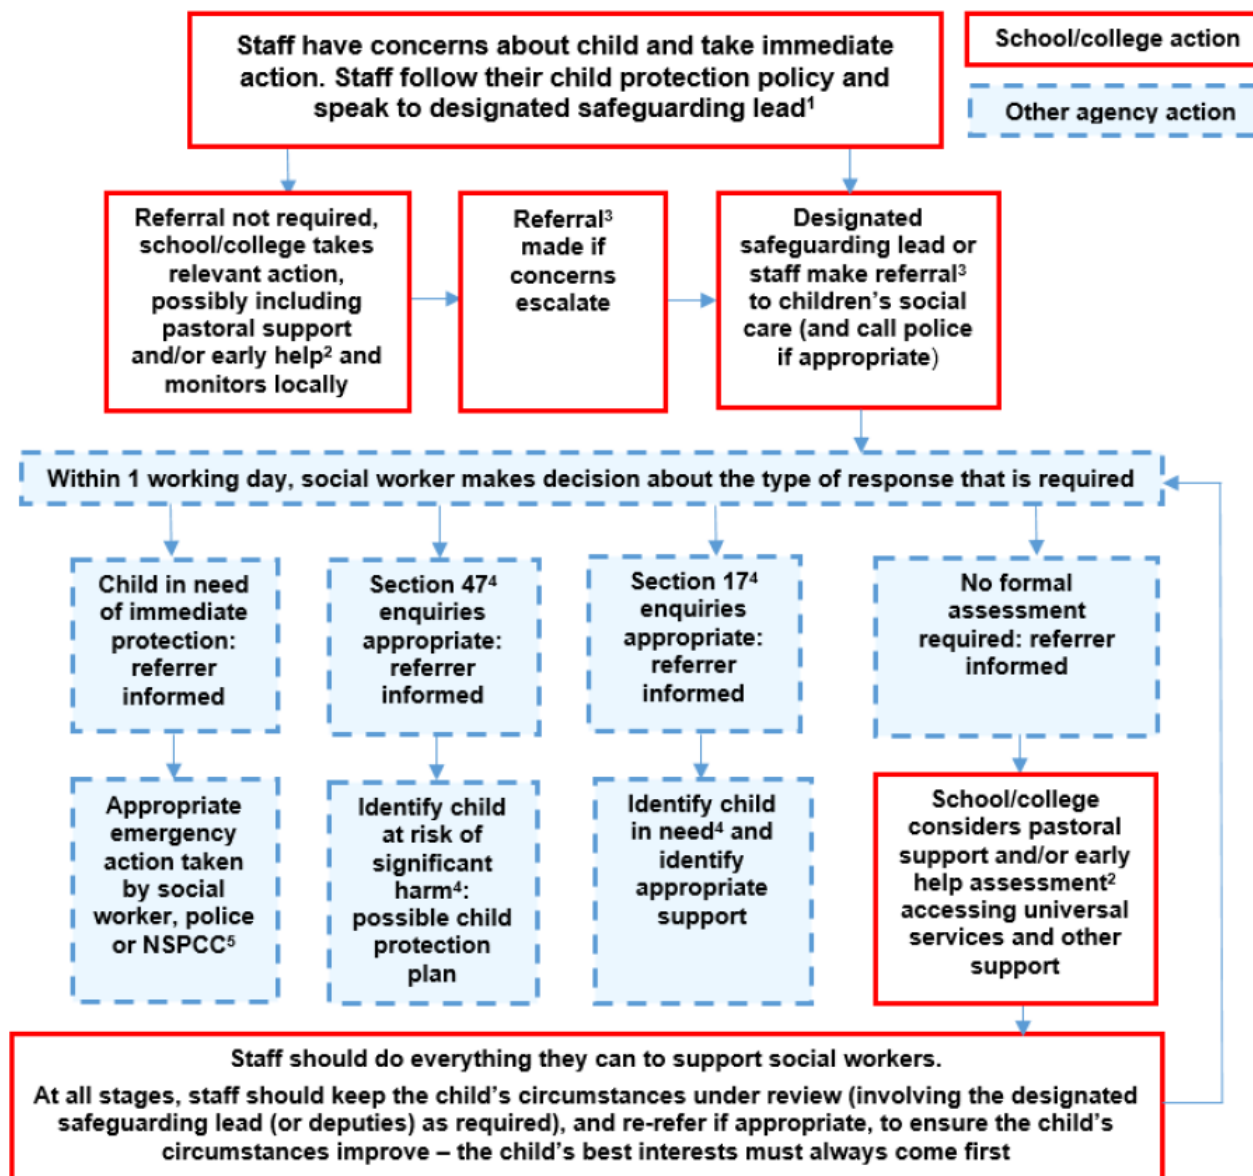 Staff have concerns about child and take immediate
action. Staff follow their child protection policy and
speak to designated safeguarding lead¹
School/college action
Other agency action
Referral not required,
school/college takes
relevant action,
possibly including
pastoral support
and/or early help² and
monitors locally
Referral³
made if
concerns
escalate
Designated
safeguarding lead or
staff make referral³
to children’s social
care (and call police
if appropriate)
Within 1 working day, social worker makes decision about the type of response that is required
Child in need
of immediate
protection:
referrer
informed
Section 47⁴
enquiries
appropriate:
referrer
informed
Section 17⁴
enquiries
appropriate:
referrer
informed
No formal
assessment
required: referrer
informed
Appropriate
emergency
action taken
by social
worker, police
or NSPCC⁵
Identify child
at risk of
significant
harm⁴:
possible child
protection
plan
Identify child
in need⁴ and
identify
appropriate
support
School/college
considers pastoral
support and/or early
help assessment²
accessing universal
services and other
support
Staff should do everything they can to support social workers.
At all stages, staff should keep the child’s circumstances under review (involving the designated
safeguarding lead (or deputies) as required), and re-refer if appropriate, to ensure the child’s
circumstances improve – the child’s best interests must always come first